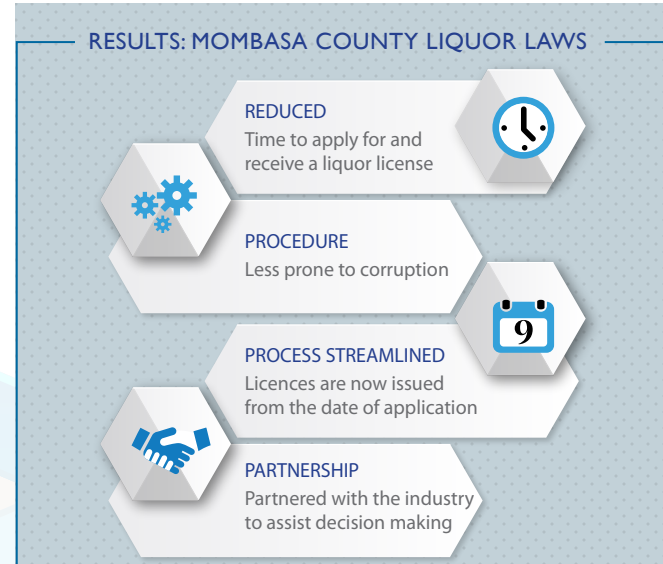 RESULTS: MOMBASA COUNTY LIQUOR LAWS
REDUCED
Time to apply for and
receive a liquor license
PROCEDURE
Less prone to corruption
9
PROCESS STREAMLINED
Licences are now issued
from the date of application
PARTNERSHIP
Partnered with the industry
to assist decision making